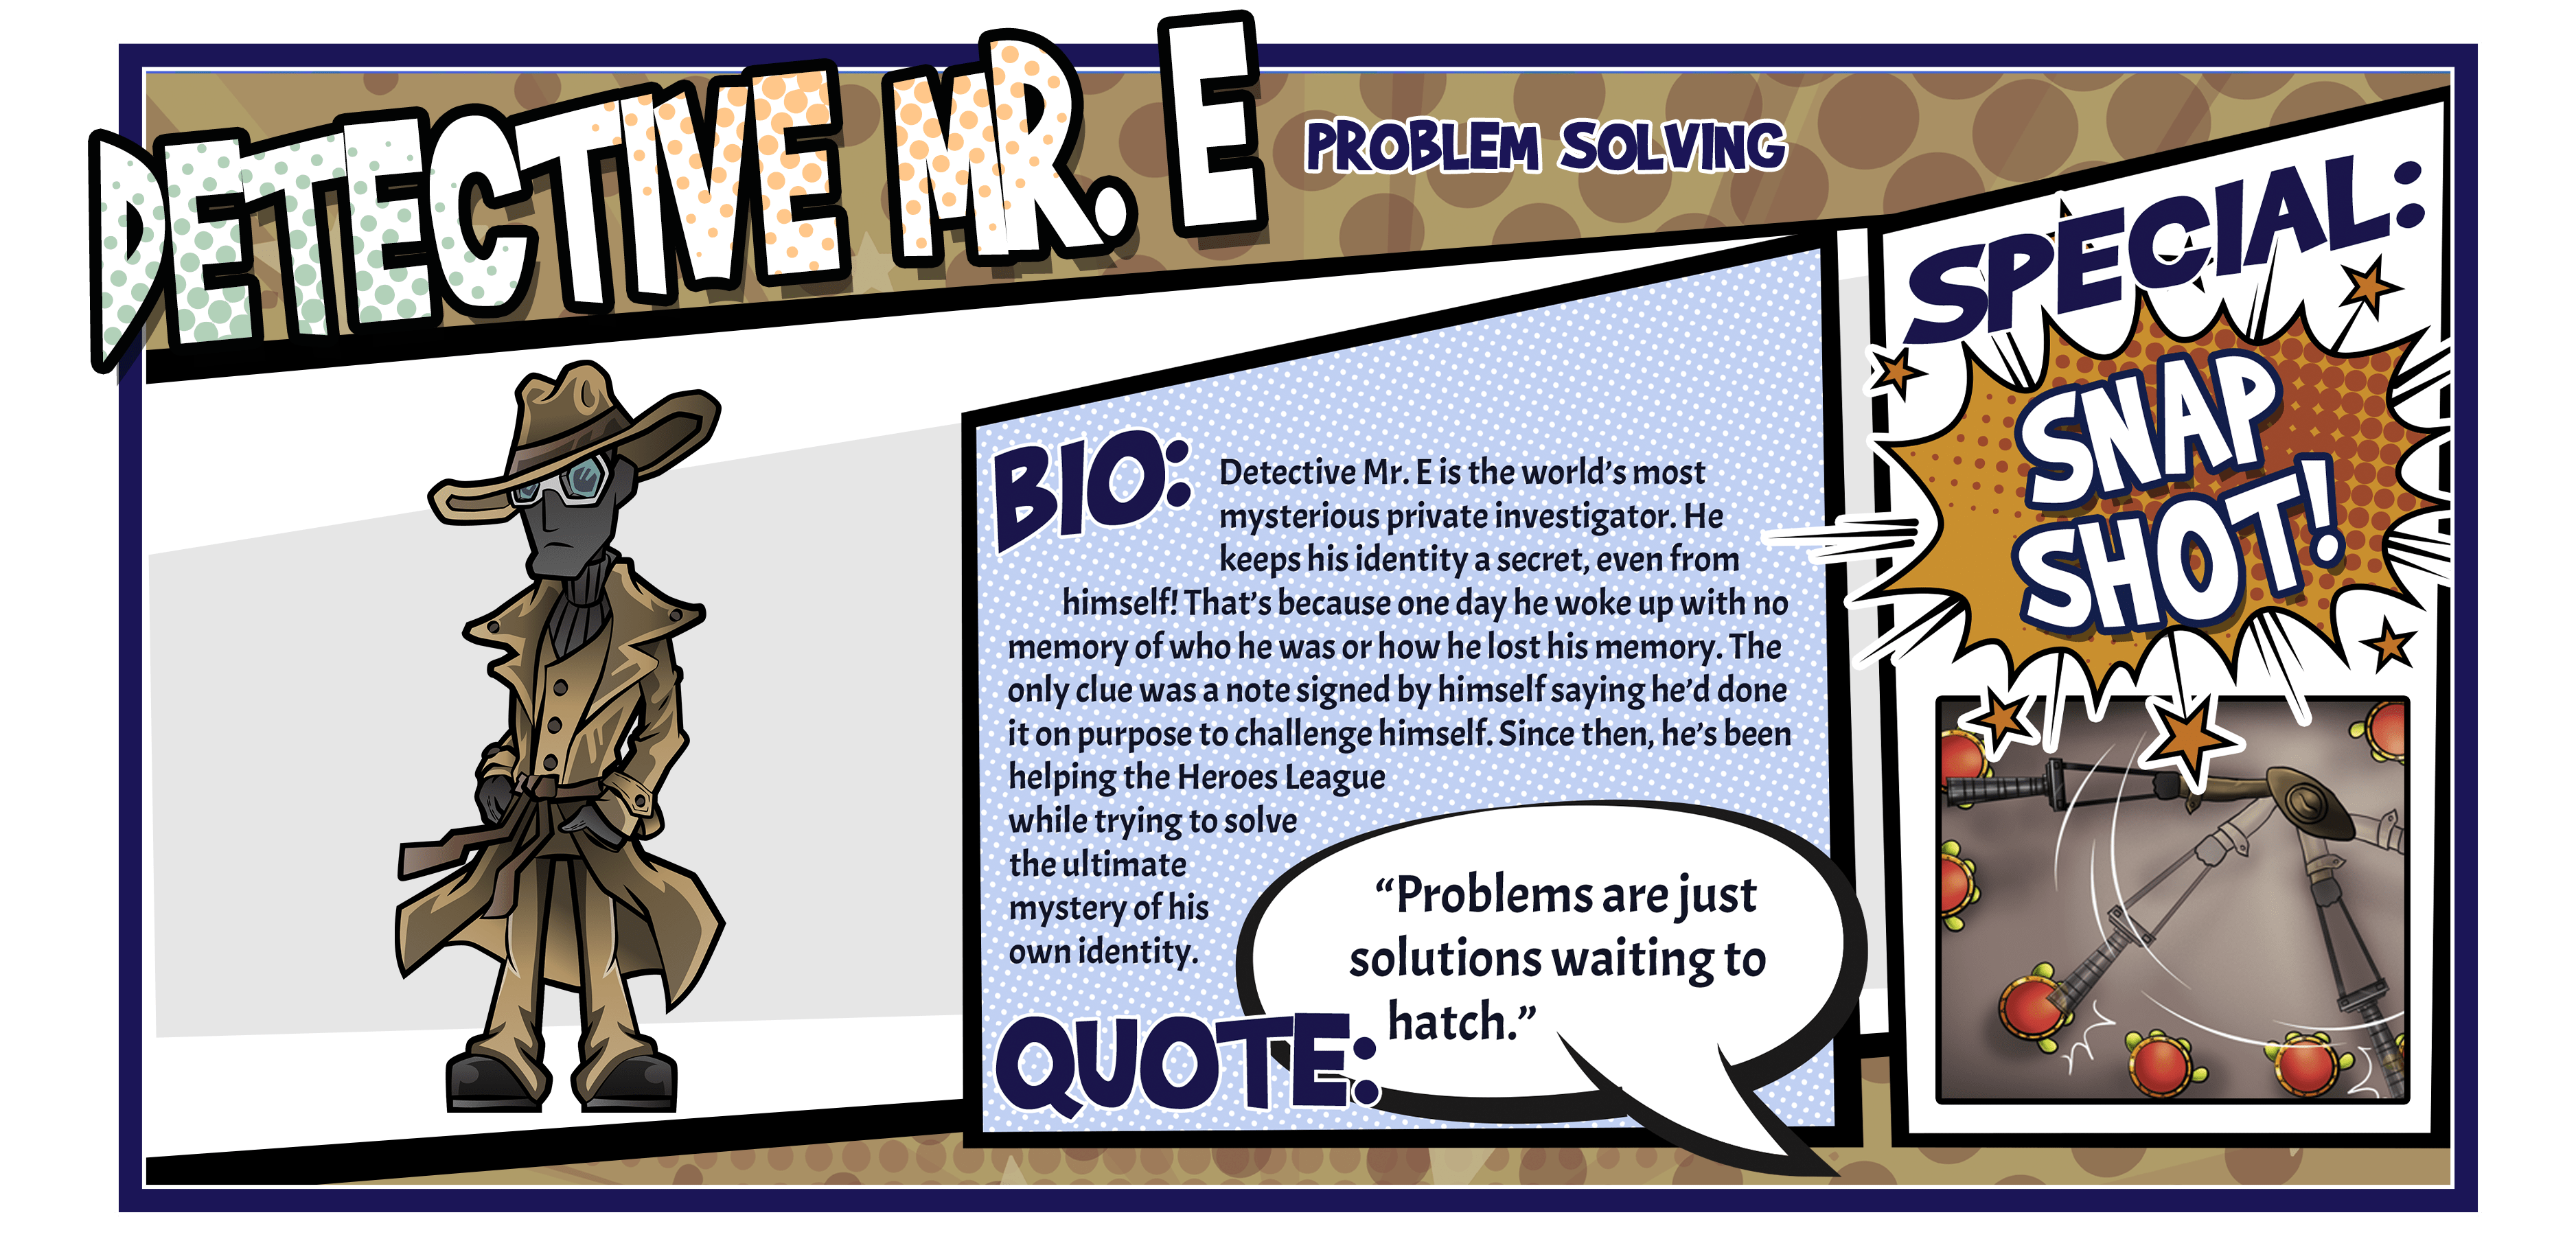 DETECTIVE MR. E
PROBLEM SOLVING
BIO:
Detective Mr. E is the world’s most
mysterious private investigator. He
keeps his identity a secret, even from
himself! That’s because one day he woke up with no
memory of who he was or how he lost his memory. The
only clue was a note signed by himself saying he’d done
it on purpose to challenge himself. Since then, he’s been
helping the Heroes League
while trying to solve
the ultimate
mystery of his
own identity.
QUOTE:
“Problems are just
solutions waiting to
hatch.”
SPECIAL:
SNAP
SHOT!